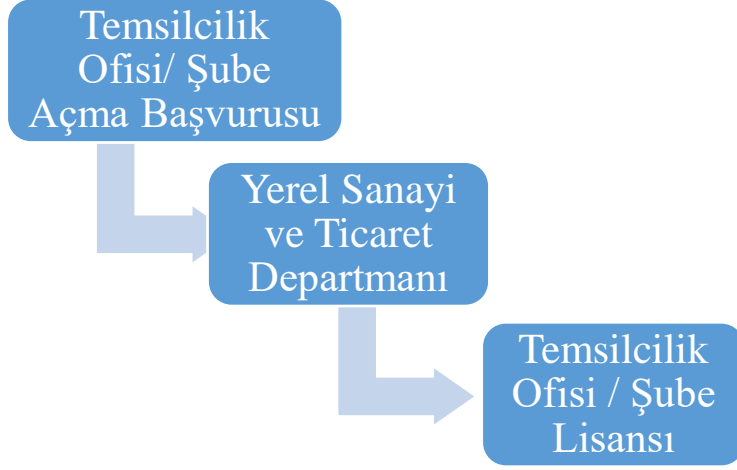 Temsilcilik
Ofisi/ Şube
Açma Başvurusu
Yerel Sanayi
ve Ticaret
Departmanı
Temsilcilik
Ofisi / Şube
Lisansı